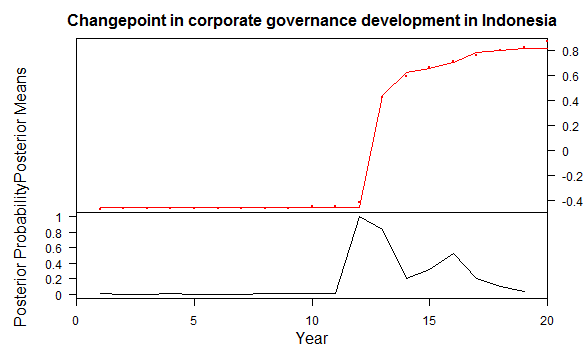 Changepoint in corporate governance development in Indonesia
Posterior Means
0.8
0.6
0.4
0.2
0
-0.2
-0.4
Posterior Probability
1
0.8
0.6
0.4
0.2
0
0 5 10 15 20
Year